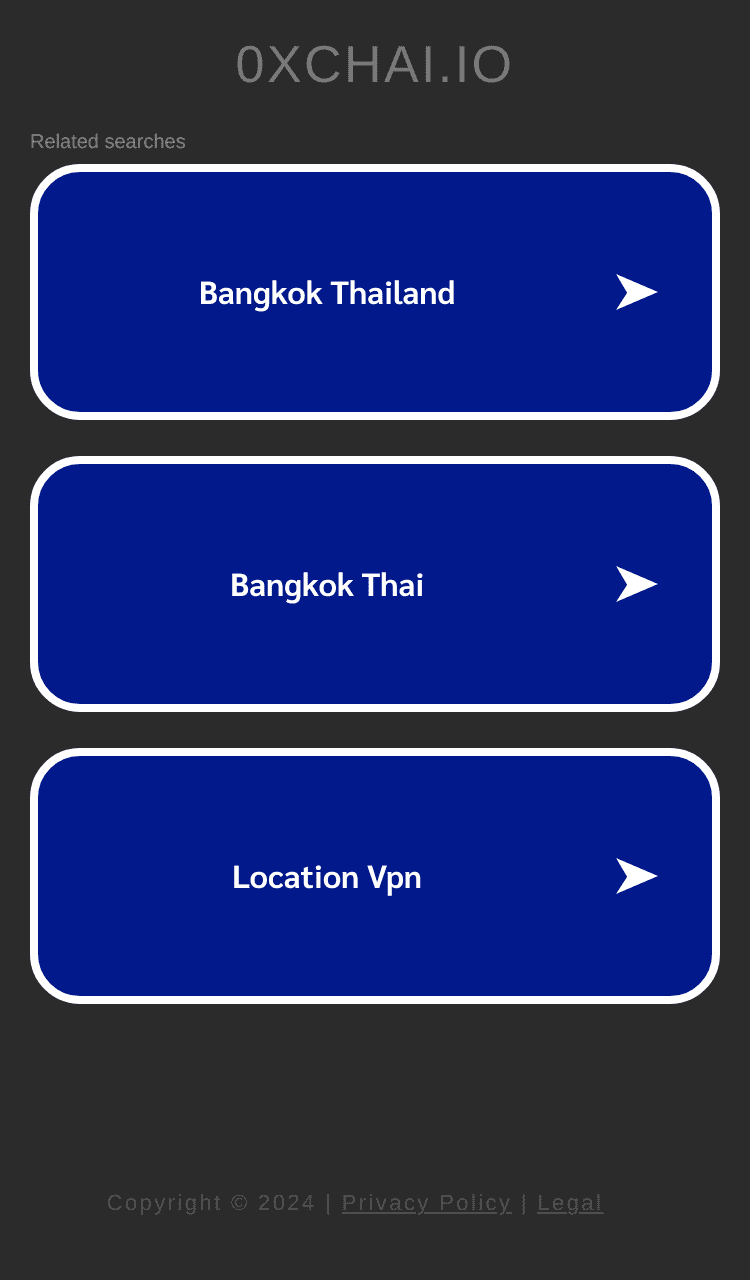 0XCHAI.IO
Related searches
Bangkok Thailand
Bangkok Thai
Location Vpn
Copyright © 2024 | Privacy Policy | Legal